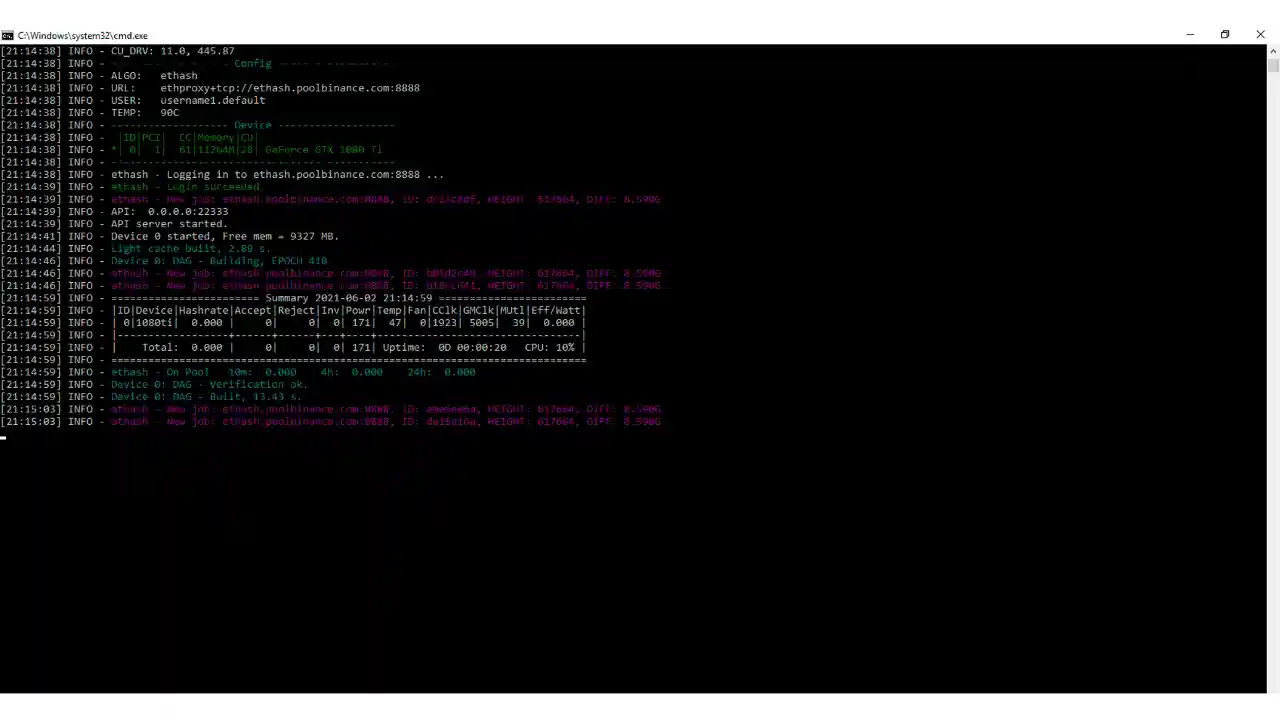 C:\Windows\system32\cmd.exe
[21:14:38] INFO - CU_DRV: 11.0, 445.87
[21:14:38] INFO - ------------------- Config -------------------
[21:14:38] INFO - ALGO: ethash
[21:14:38] INFO - URL: ethproxy+tcp://ethash.poolbinance.com:8888
[21:14:38] INFO - USER: username1.default
[21:14:38] INFO - TEMP: 90C
[21:14:38] INFO - ------------------- Device -------------------
[21:14:38] INFO - |ID|PCI| CC|Memory|CU|
[21:14:38] INFO - *| 0| 1| 61|11264M|28| GeForce GTX 1080 Ti
[21:14:38] INFO - ----------------------------------------------
[21:14:38] INFO - ethash - Logging in to ethash.poolbinance.com:8888 ...
[21:14:39] INFO - ethash - Login succeeded.
[21:14:39] INFO - ethash - New job: ethash.poolbinance.com:8888, ID: HEIGHT: 617664, DIFF: 8.590G
[21:14:39] INFO - API: 0.0.0.0:22333
[21:14:39] INFO - API server started.
[21:14:41] INFO - Device 0 started, Free mem = 9327 MB.
[21:14:44] INFO - Light cache built, 2.89 s.
[21:14:46] INFO - Device 0: DAG - Building, EPOCH 418
[21:14:46] INFO - ethash - New job: ethash.poolbinance.com:8888, ID: HEIGHT: 617664, DIFF: 8.590G
[21:14:46] INFO - ethash - New job: ethash.poolbinance.com:8888, ID: HEIGHT: 617664, DIFF: 8.590G
[21:14:59] INFO - ======================== Summary 2021-06-02 21:14:59 ========================
[21:14:59] INFO - |ID|Device|Hashrate|Accept|Reject|Inv|Powr|Temp|Fan|CClk|GMClk|MUtl|Eff/Watt|
[21:14:59] INFO - | 0|1080ti| 0.000 | 0| 0| 0| 171| 47| 0|1923| 5005| 39| 0.000 |
[21:14:59] INFO - |------------------+------+------+---+----+---------------------------------|
[21:14:59] INFO - | Total: 0.000 | 0| 0| 0| 171| Uptime: 0D 00:00:20 CPU: 10% |
[21:14:59] INFO - =============================================================================
[21:14:59] INFO - ethash - On Pool 10m: 0.000 4h: 0.000 24h: 0.000
[21:14:59] INFO - Device 0: DAG - Verification ok.
[21:14:59] INFO - Device 0: DAG - Built, 13.43 s.
[21:15:03] INFO - ethash - New job: ethash.poolbinance.com:8888, ID: HEIGHT: 617664, DIFF: 8.590G
[21:15:03] INFO - ethash - New job: ethash.poolbinance.com:8888, ID: HEIGHT: 617664, DIFF: 8.590G